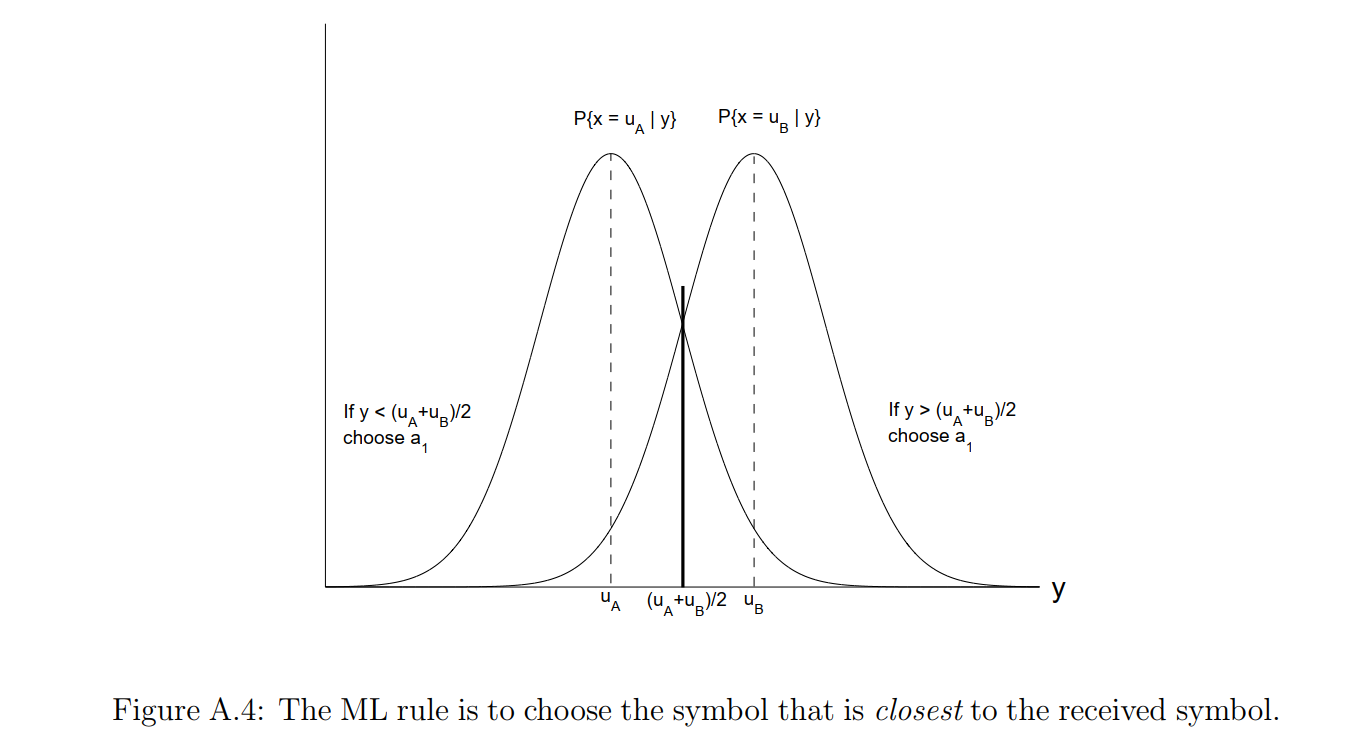 P{x = u_A | y}
P{x = u_B | y}
If y < (u_A+u_B)/2
choose a_1
If y > (u_A+u_B)/2
choose a_1
u_A
(u_A+u_B)/2
u_B
y
Figure A.4: The ML rule is to choose the symbol that is closest to the received symbol.